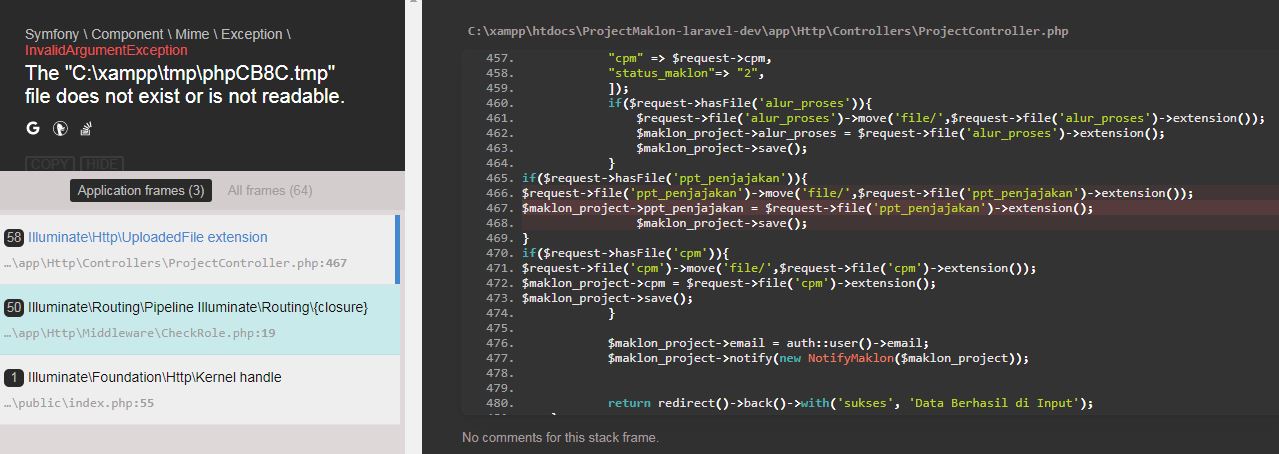 Symfony \ Component \ Mime \ Exception \
InvalidArgumentException
The "C:\xampp\tmp\phpCB8C.tmp"
file does not exist or is not readable.
COPY HIDE
Application frames (3) All frames (64)
58 Illuminate\Http\UploadedFile extension
…\app\Http\Controllers\ProjectController.php:467
50 Illuminate\Routing\Pipeline Illuminate\Routing\{closure}
…\app\Http\Middleware\CheckRole.php:19
1 Illuminate\Foundation\Http\Kernel handle
…\public\index.php:55
C:\xampp\htdocs\ProjectMaklon-laravel-dev\app\Http\Controllers\ProjectController.php
457. "cpm" => $request->cpm,
458. "status_maklon"=> "2",
459. ]);
460. if($request->hasFile('alur_proses')){
461. $request->file('alur_proses')->move('file/',$request->file('alur_proses')->extension());
462. $maklon_project->alur_proses = $request->file('alur_proses')->extension();
463. $maklon_project->save();
464. }
465. if($request->hasFile('ppt_penjajakan')){
466. $request->file('ppt_penjajakan')->move('file/',$request->file('ppt_penjajakan')->extension());
467. $maklon_project->ppt_penjajakan = $request->file('ppt_penjajakan')->extension();
468. $maklon_project->save();
469. }
470. if($request->hasFile('cpm')){
471. $request->file('cpm')->move('file/',$request->file('cpm')->extension());
472. $maklon_project->cpm = $request->file('cpm')->extension();
473. $maklon_project->save();
474. }
475.
476. $maklon_project->email = auth::user()->email;
477. $maklon_project->notify(new NotifyMaklon($maklon_project));
478.
479.
480. return redirect()->back()->with('sukses', 'Data Berhasil di Input');
No comments for this stack frame.